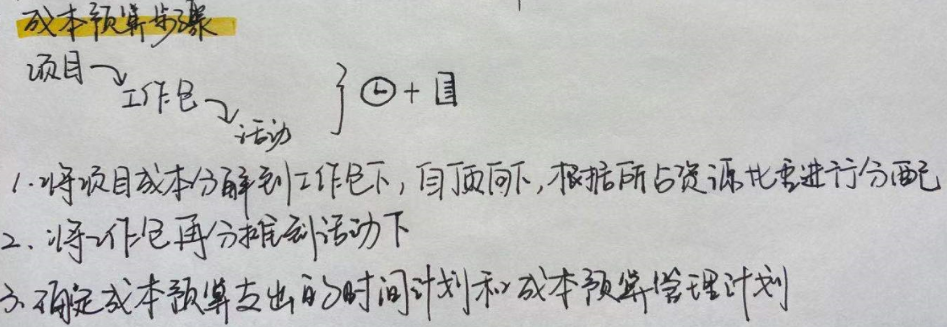 成本预算步骤
项目
工作包
活动
} +
1.将项目成本分解到工作包下,自顶向下,根据所占资源比重进行分配
2.将工作包再分摊到活动下
3.确定成本预算支出的时间计划和成本预算管理计划